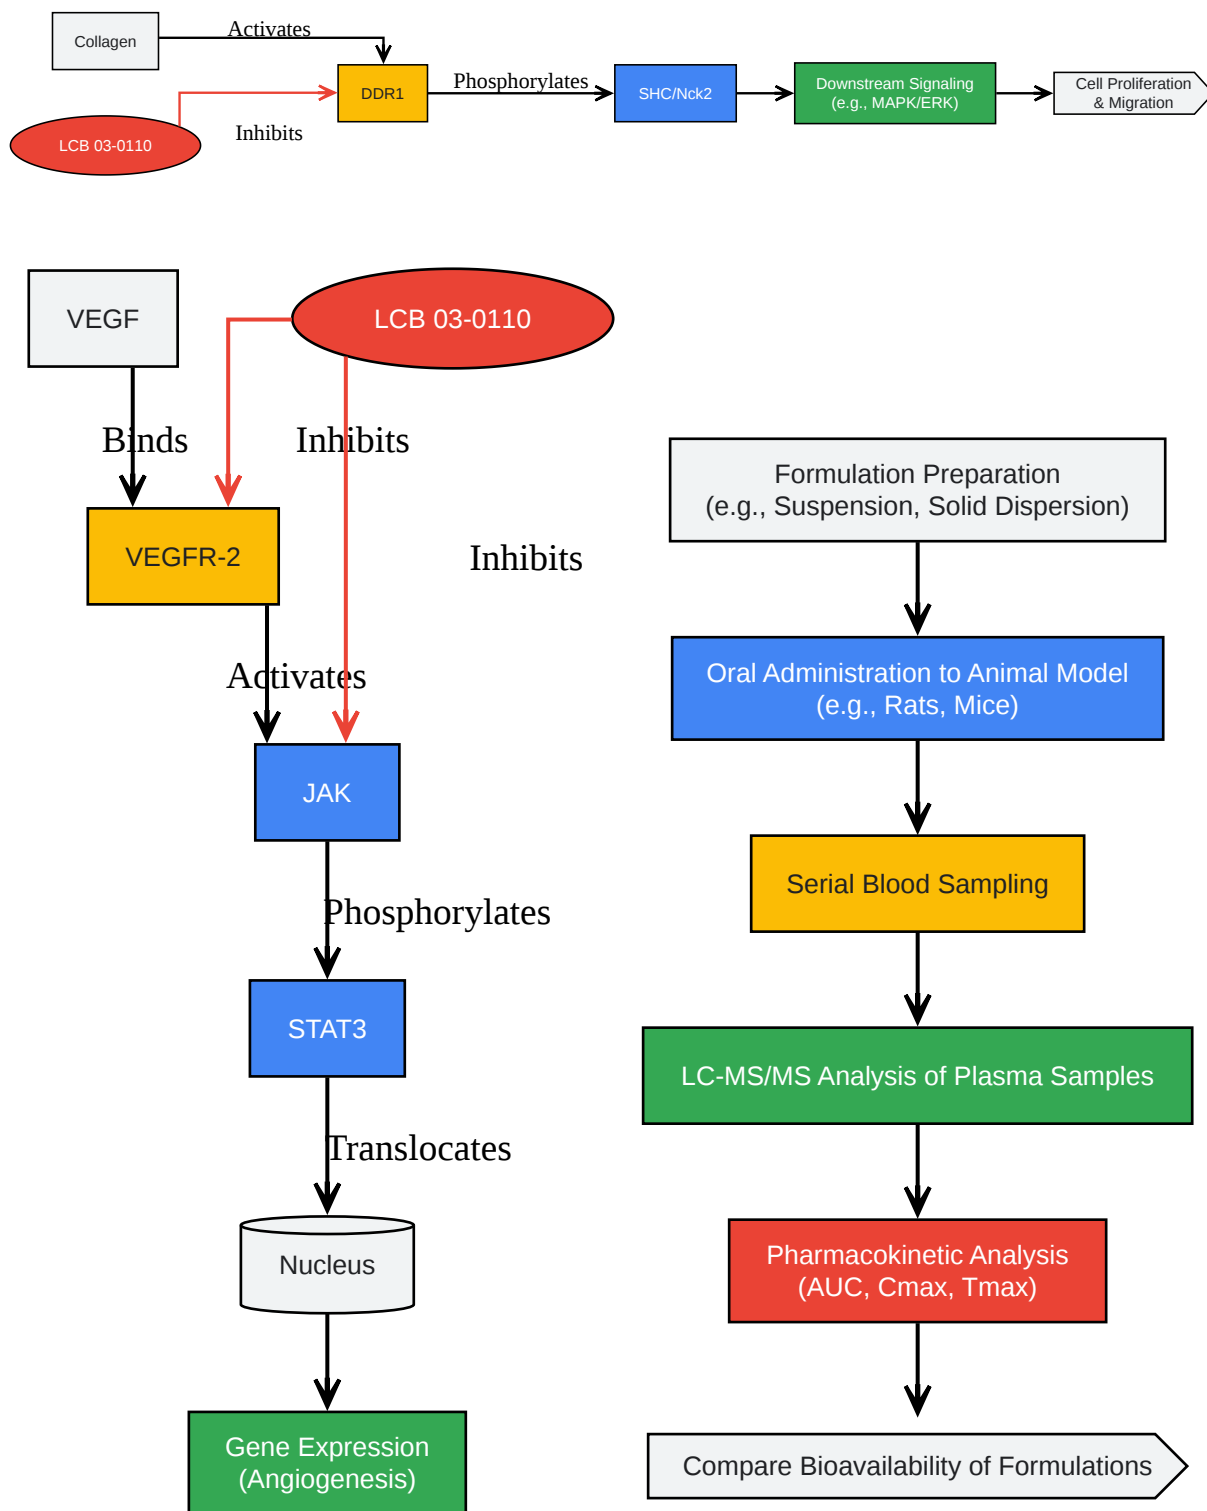 Collagen
Activates
DDR1
Phosphorylates
SHC/Nck2
Downstream Signaling
(e.g., MAPK/ERK)
Cell Proliferation
& Migration
Inhibits
LCB 03-0110
VEGF
LCB 03-0110
Binds
Inhibits
VEGFR-2
Inhibits
Activates
JAK
Phosphorylates
STAT3
Translocates
Nucleus
Gene Expression
(Angiogenesis)
Formulation Preparation
(e.g., Suspension, Solid Dispersion)
Oral Administration to Animal Model
(e.g., Rats, Mice)
Serial Blood Sampling
LC-MS/MS Analysis of Plasma Samples
Pharmacokinetic Analysis
(AUC, Cmax, Tmax)
Compare Bioavailability of Formulations